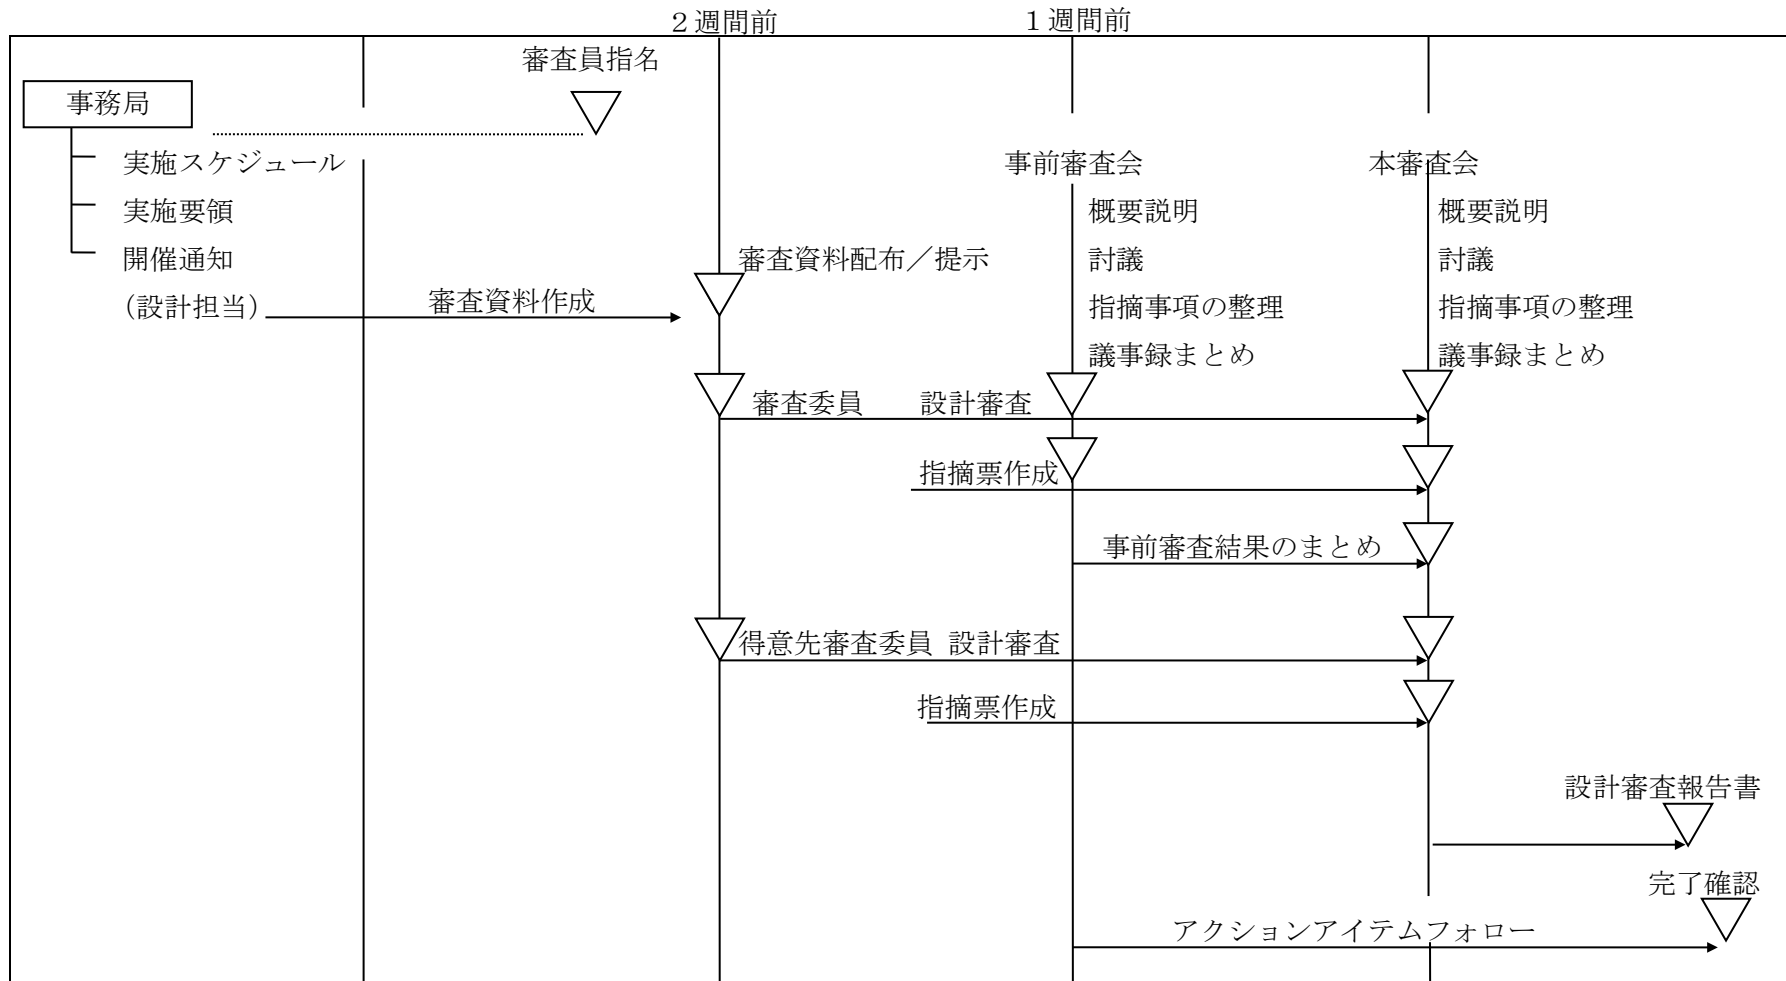 2週間前
1週間前
審査員指名
事務局
実施スケジュール
実施要領
開催通知
(設計担当)
審査資料作成
審査資料配布／提示
事前審査会
概要説明
討議
指摘事項の整理
議事録まとめ
本審査会
概要説明
討議
指摘事項の整理
議事録まとめ
審査委員 設計審査
指摘票作成
事前審査結果のまとめ
得意先審査委員 設計審査
指摘票作成
設計審査報告書
完了確認
アクションアイテムフォロー